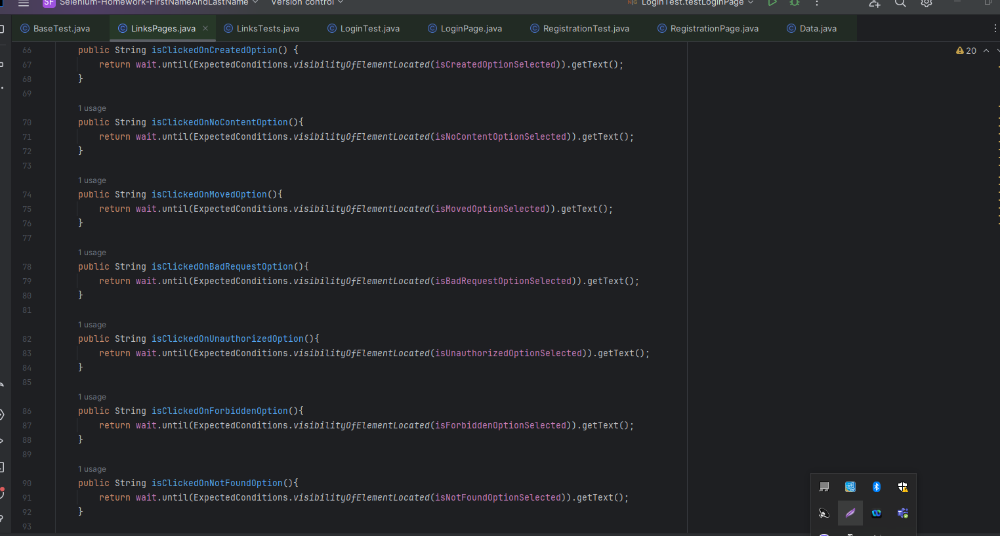 SF Selenium-Homework-FirstNameAndLastName Version control LoginTest.testLoginPage
BaseTest.java LinksPages.java LinksTests.java LoginTest.java LoginPage.java RegistrationTest.java RegistrationPage.java Data.java
66 public String isClickedOnCreatedOption() { 20
67 return wait.until(ExpectedConditions.visibilityOfElementLocated(isCreatedOptionSelected)).getText();
68 }
69
1 usage
70 public String isClickedOnNoContentOption(){
71 return wait.until(ExpectedConditions.visibilityOfElementLocated(isNoContentOptionSelected)).getText();
72 }
73
1 usage
74 public String isClickedOnMovedOption(){
75 return wait.until(ExpectedConditions.visibilityOfElementLocated(isMovedOptionSelected)).getText();
76 }
77
1 usage
78 public String isClickedOnBadRequestOption(){
79 return wait.until(ExpectedConditions.visibilityOfElementLocated(isBadRequestOptionSelected)).getText();
80 }
81
1 usage
82 public String isClickedOnUnauthorizedOption(){
83 return wait.until(ExpectedConditions.visibilityOfElementLocated(isUnauthorizedOptionSelected)).getText();
84 }
85
1 usage
86 public String isClickedOnForbiddenOption(){
87 return wait.until(ExpectedConditions.visibilityOfElementLocated(isForbiddenOptionSelected)).getText();
88 }
89
1 usage
90 public String isClickedOnNotFoundOption(){
91 return wait.until(ExpectedConditions.visibilityOfElementLocated(isNotFoundOptionSelected)).getText();
92 }
93